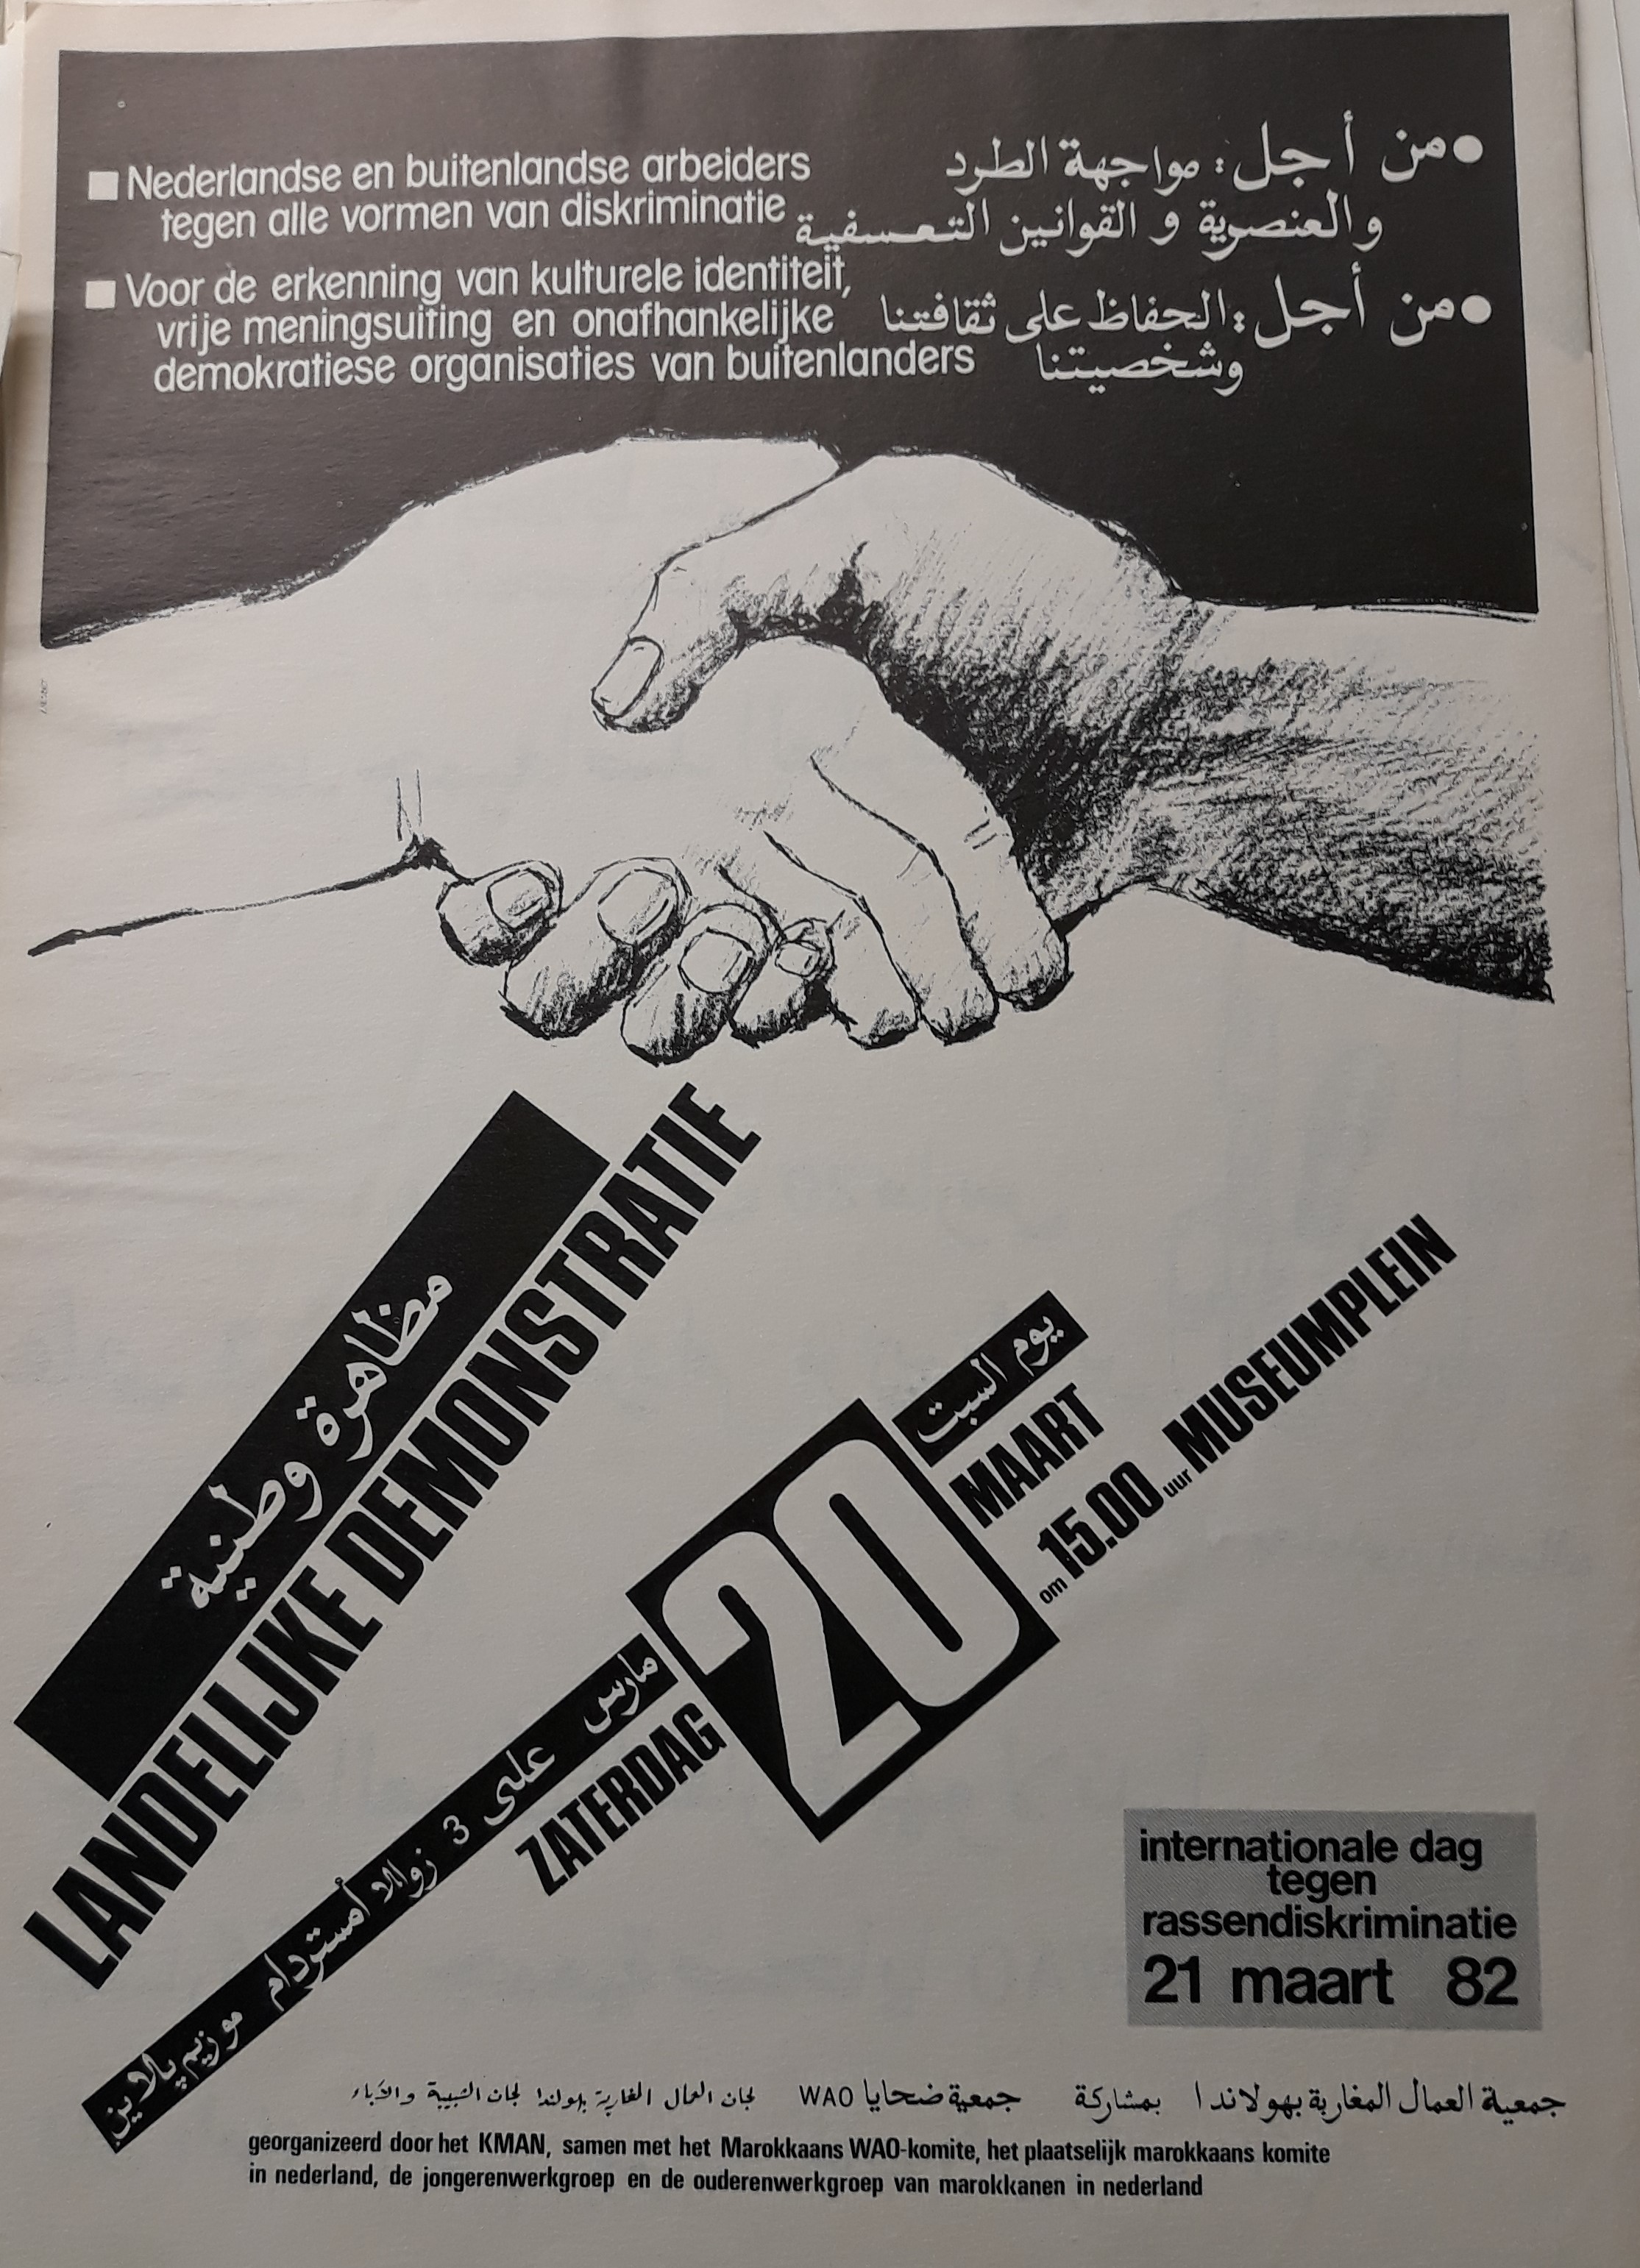 ■ Nederlandse en buitenlandse arbeiders
tegen alle vormen van diskriminatie
■ Voor de erkenning van kulturele identiteit,
vrije meningsuiting en onafhankelijke
demokratiese organisaties van buitenlanders
● من أجل : مواجهة الطرد
والعنصرية و القوانين التعسفية
● من أجل : الحفاظ على ثقافتنا
وشخصيتنا
مظاهرة وطنية
LANDELIJKE DEMONSTRATIE
يوم السبت
20
MAART
om 15.00 uur MUSEUMPLEIN
مارس على 3 زوالا أمستردام موزيم پلاين
ZATERDAG
internationale dag
tegen
rassendiskriminatie
21 maart 82
جمعية العمال المغاربة بهولاندا بمشاركة جمعية ضحايا WAO لجان العمال المغاربة بهولندا لجان الشبيبة والآباء
georganizeerd door het KMAN, samen met het Marokkaans WAO-komite, het plaatselijk marokkaans komite
in nederland, de jongerenwerkgroep en de ouderenwerkgroep van marokkanen in nederland